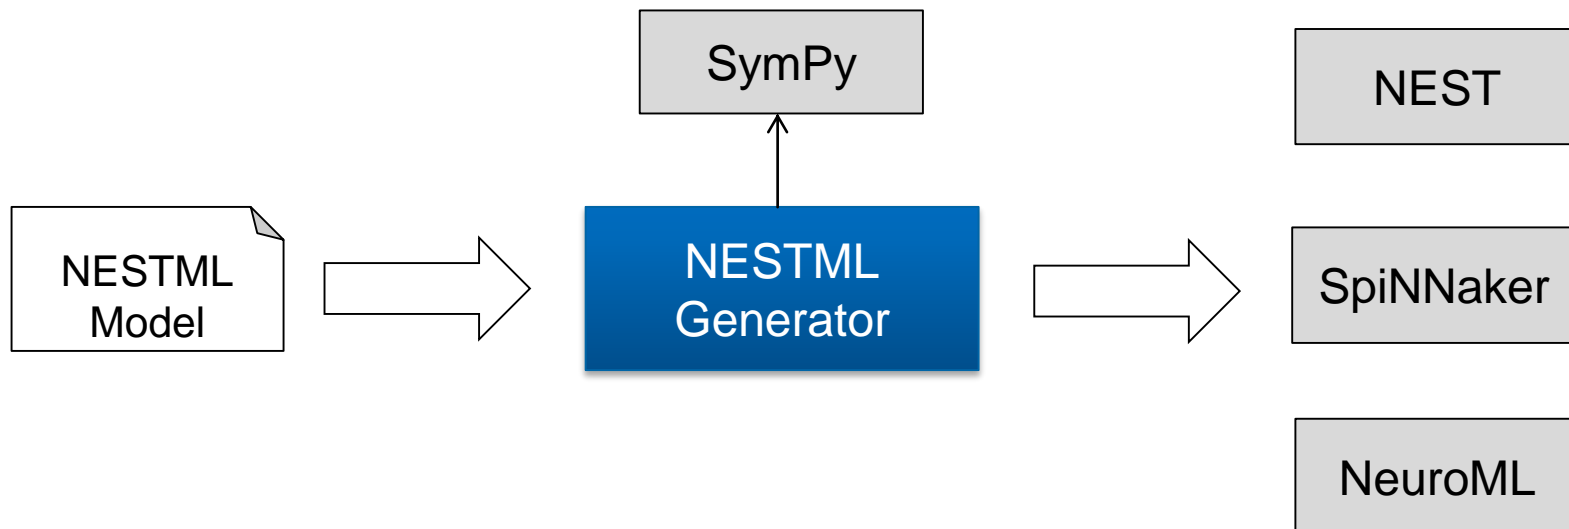 SymPy
NEST
NESTML
Model
NESTML
Generator
SpiNNaker
NeuroML